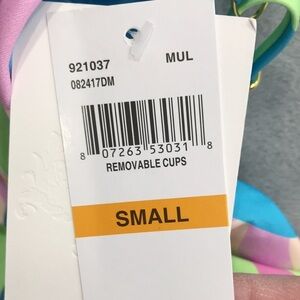 921037 MUL
082417DM
8 07263 53031 8
REMOVABLE CUPS
SMALL